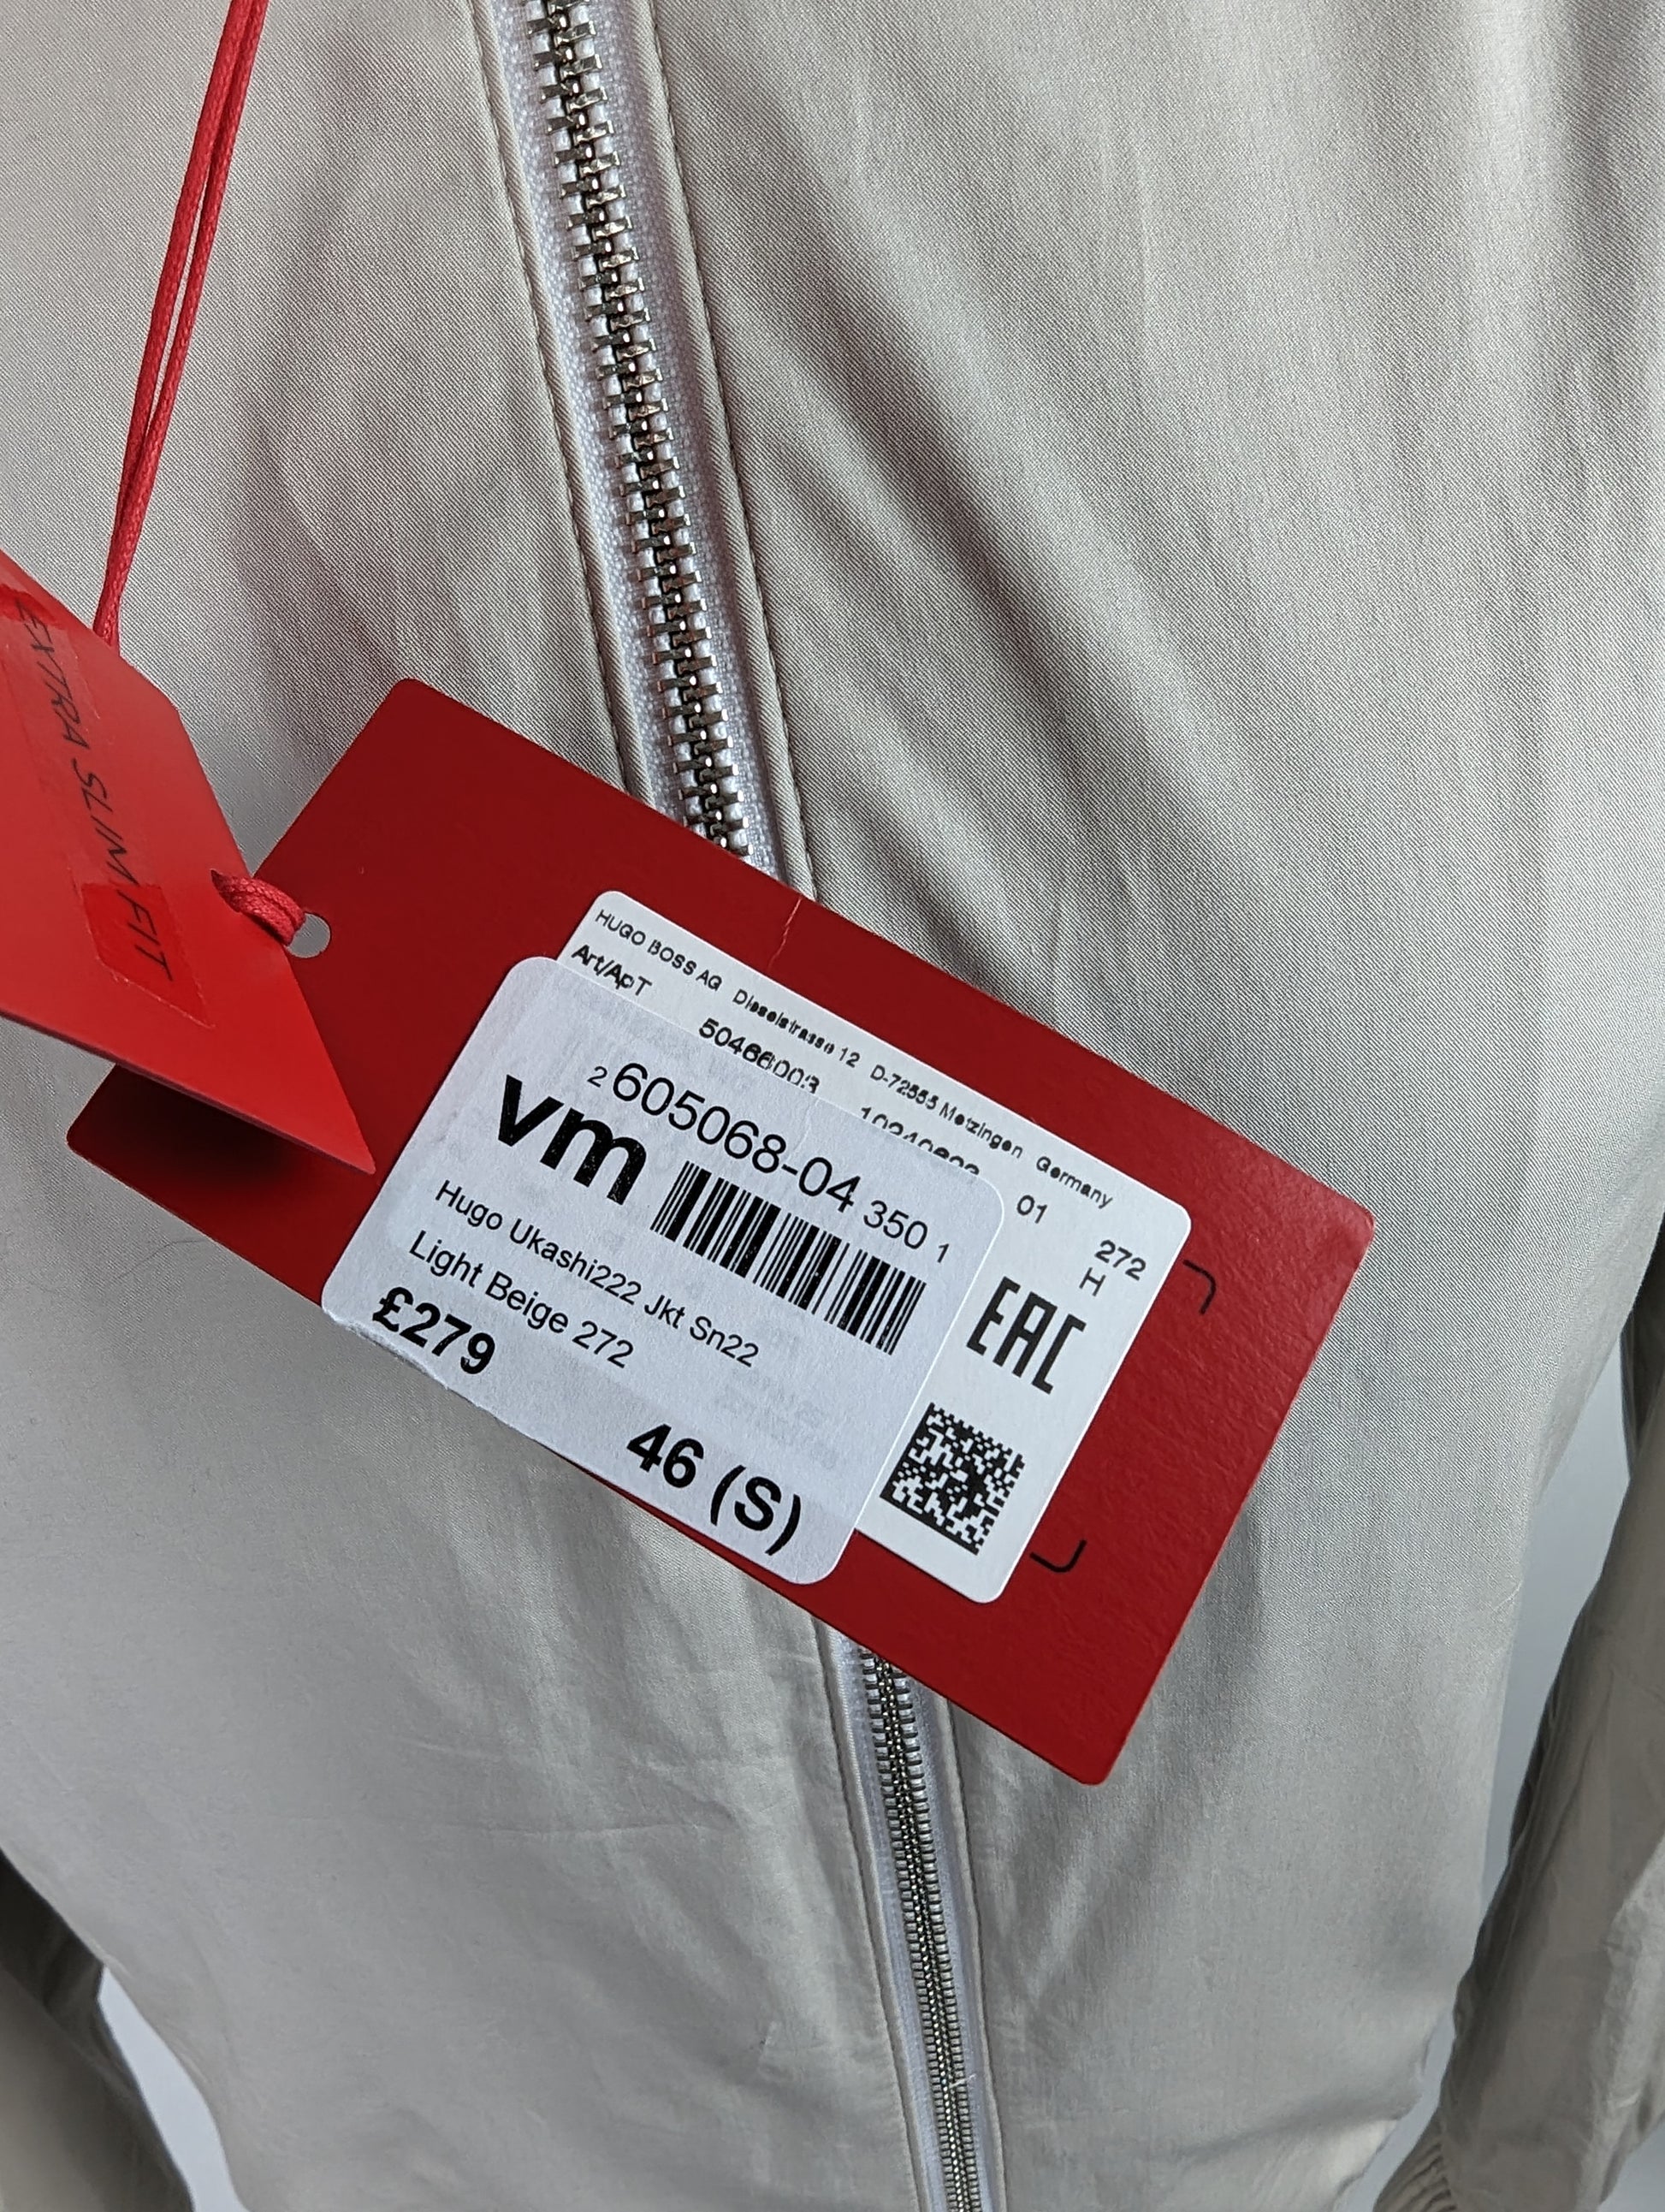 EXTRA SLIM FIT
HUGO BOSS AG Dieselstrasse 12 D-72555 Metzingen Germany
Art/ApT
50466003 01 272
H
EAC
2 605068-04 350 1
vm
Hugo Ukashi222 Jkt Sn22
Light Beige 272
£279
46 (S)